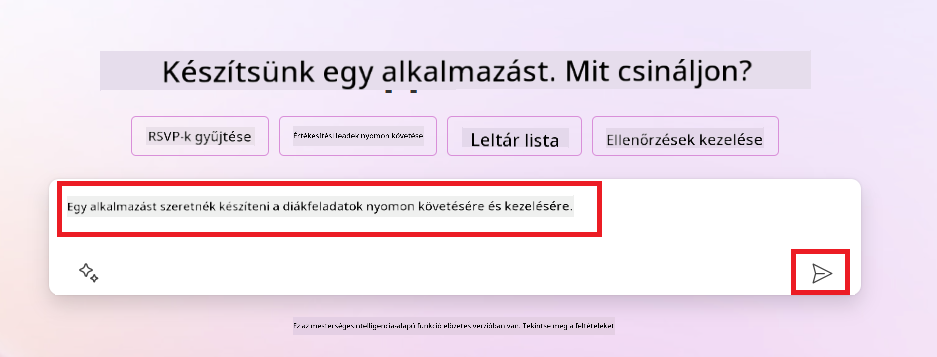 Készítsünk egy alkalmazást. Mit csináljon?
RSVP-k gyűjtése
Értékesítési leadek nyomon követése
Leltár lista
Ellenőrzések kezelése
Egy alkalmazást szeretnék készíteni a diákfeladatok nyomon követésére és kezelésére.
Ez az mesterséges intelligencia-alapú funkció előzetes verzióban van. Tekintse meg a feltételeket